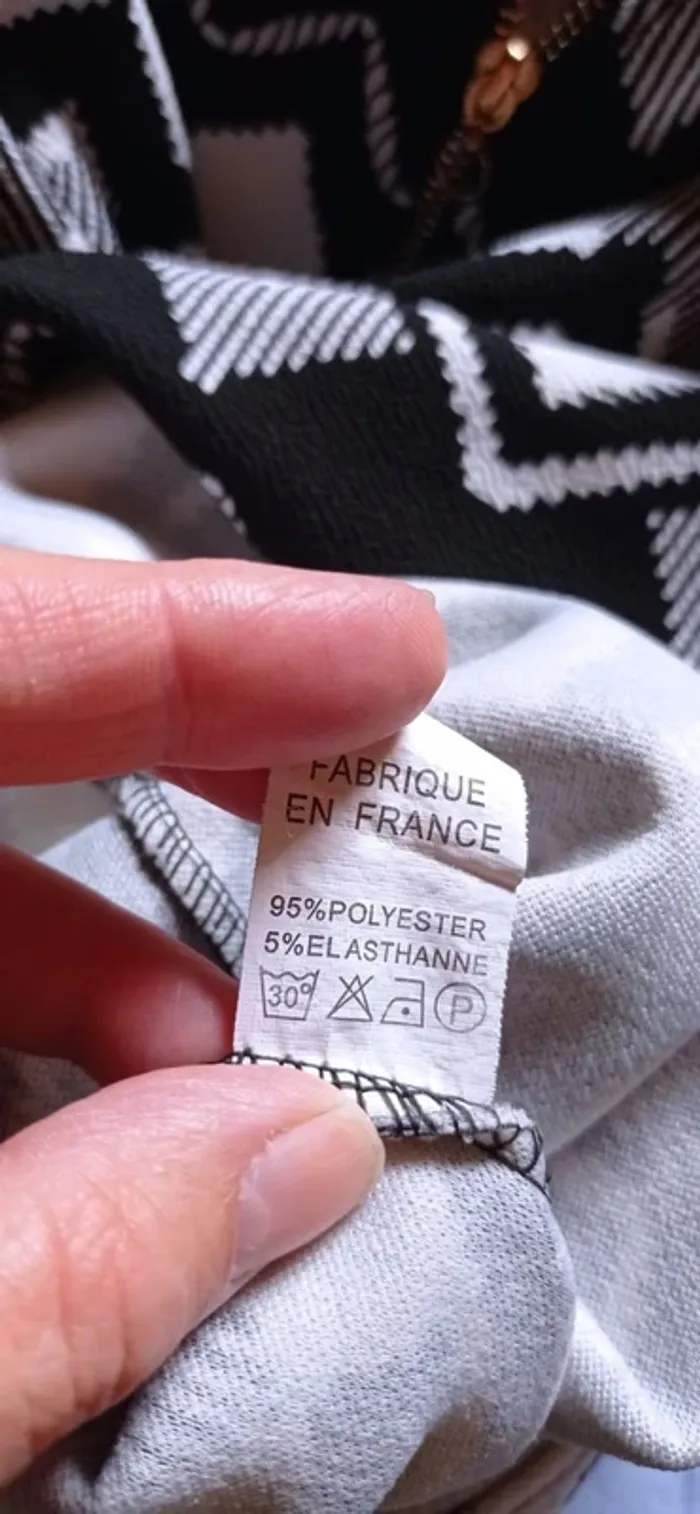 FABRIQUE
EN FRANCE
95%POLYESTER
5%ELASTHANNE
30° P